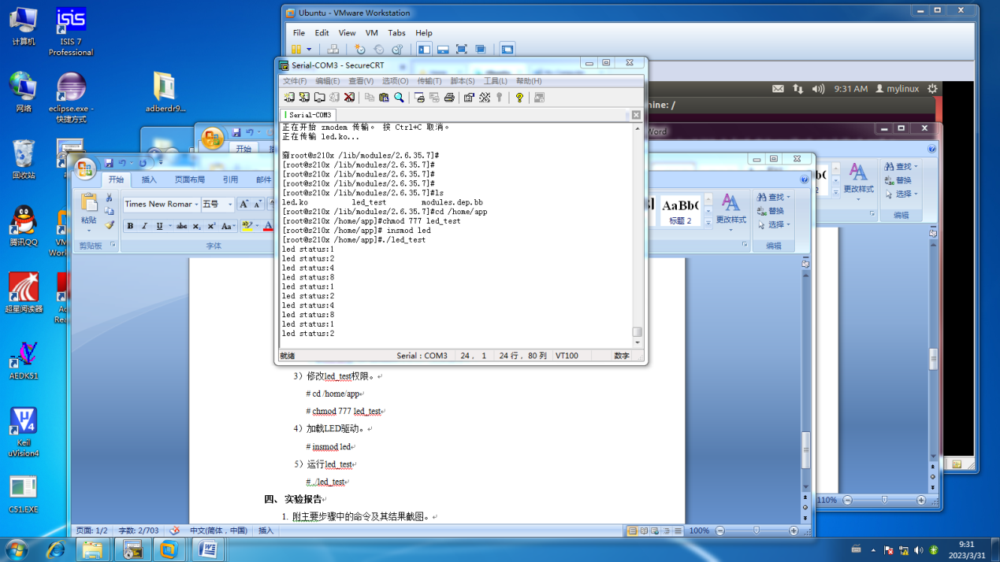 计算机
ISIS 7
Professional
网络
eclipse.exe -
快捷方式
adberdr9...
回收站
腾讯QQ
超星阅读器
AEDK51
Keil
uVision4
C51.EXE
Ubuntu - VMware Workstation
File Edit View VM Tabs Help
9:31 AM mylinux
hine: /
Word
Serial-COM3 - SecureCRT
文件(F) 编辑(E) 查看(V) 选项(O) 传输(T) 脚本(S) 工具(L) 帮助(H)
Serial-COM3
正在开始 zmodem 传输。 按 Ctrl+C 取消。
正在传输 led.ko...
root@s210x /lib/modules/2.6.35.7]#
[root@s210x /lib/modules/2.6.35.7]#
[root@s210x /lib/modules/2.6.35.7]#
[root@s210x /lib/modules/2.6.35.7]#
[root@s210x /lib/modules/2.6.35.7]#ls
led.ko led_test modules.dep.bb
[root@s210x /lib/modules/2.6.35.7]#cd /home/app
[root@s210x /home/app]#chmod 777 led_test
[root@s210x /home/app]# insmod led
[root@s210x /home/app]#./led_test
led status:1
led status:2
led status:4
led status:8
led status:1
led status:2
led status:4
led status:8
led status:1
led status:2
就绪 Serial: COM3 24, 1 24 行, 80 列 VT100 数字
开始
开始 插入 页面布局 引用 邮件
Times New Romar 五号
粘贴
剪贴板 字体
AaBb(
标题 2
更改样式
查找
替换
选择
编辑
更改样式
查找
替换
选择
编辑
3）修改led_test权限。
# cd /home/app
# chmod 777 led_test
4）加载LED驱动。
# insmod led
5）运行led_test
# ./led_test
四、实验报告
1. 附主要步骤中的命令及其结果截图。
页面: 1/2 字数: 2/703 中文(简体，中国) 插入 100%
110%
9:31
2023/3/31